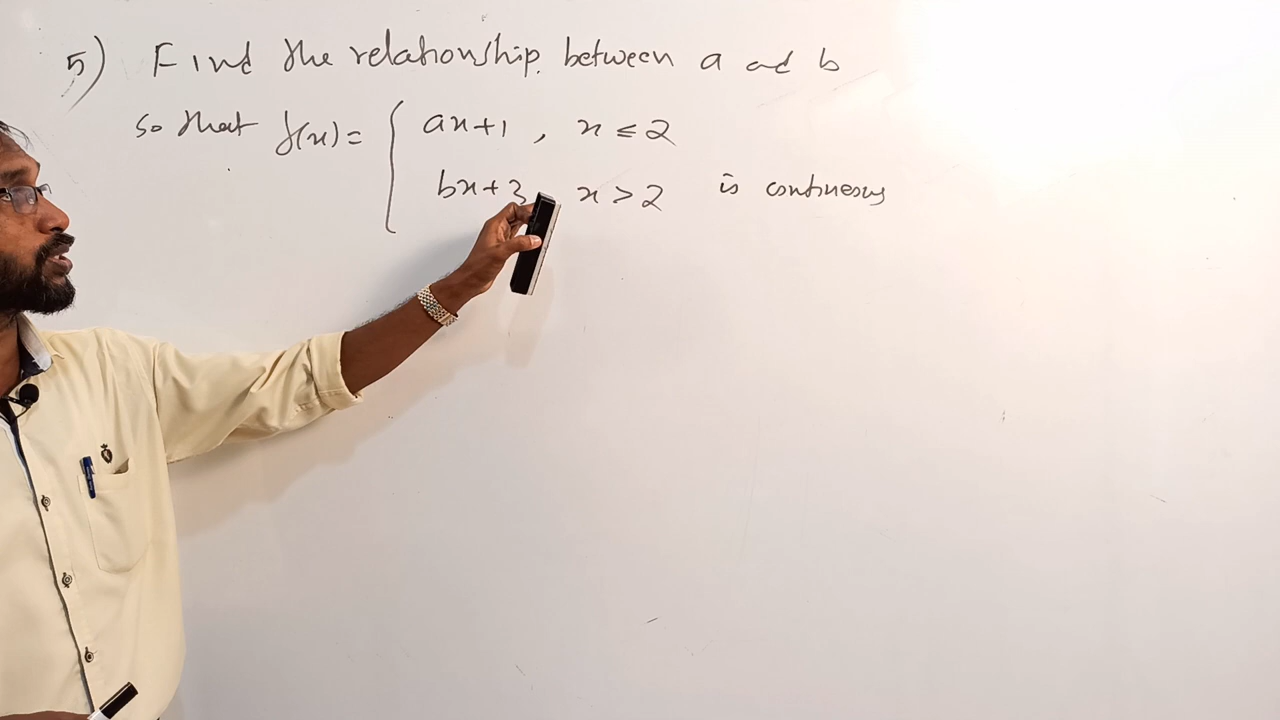 5) Find the relationship between a and b
so that f(x) = { ax+1 , x ≤ 2
bx+3 x > 2 is continuous